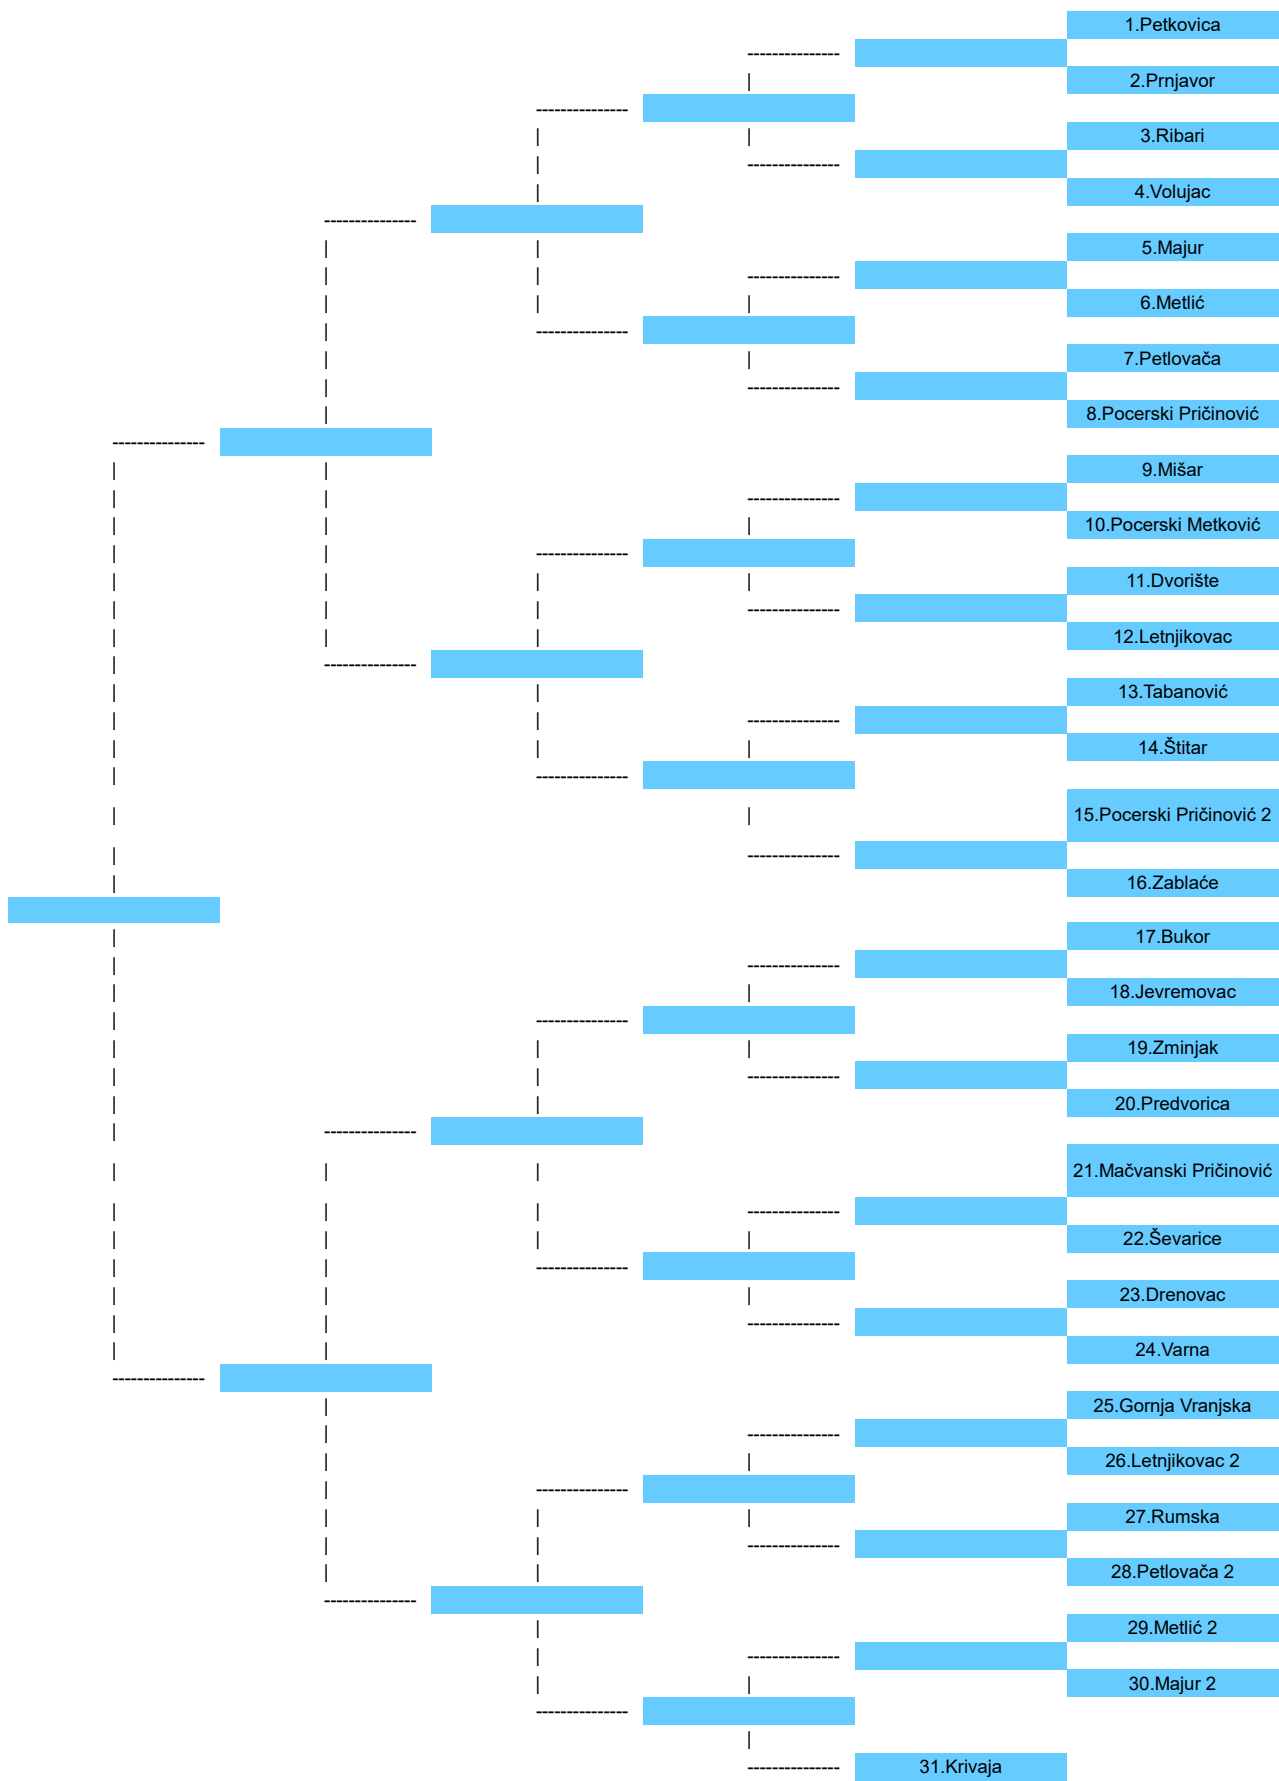 1.Petkovica
2.Prnjavor
3.Ribari
4.Volujac
5.Majur
6.Metlić
7.Petlovača
8.Pocerski Pričinović
9.Mišar
10.Pocerski Metković
11.Dvorište
12.Letnjikovac
13.Tabanović
14.Štitar
15.Pocerski Pričinović 2
16.Zablaće
17.Bukor
18.Jevremovac
19.Zminjak
20.Predvorica
21.Mačvanski Pričinović
22.Ševarice
23.Drenovac
24.Varna
25.Gornja Vranjska
26.Letnjikovac 2
27.Rumska
28.Petlovača 2
29.Metlić 2
30.Majur 2
31.Krivaja